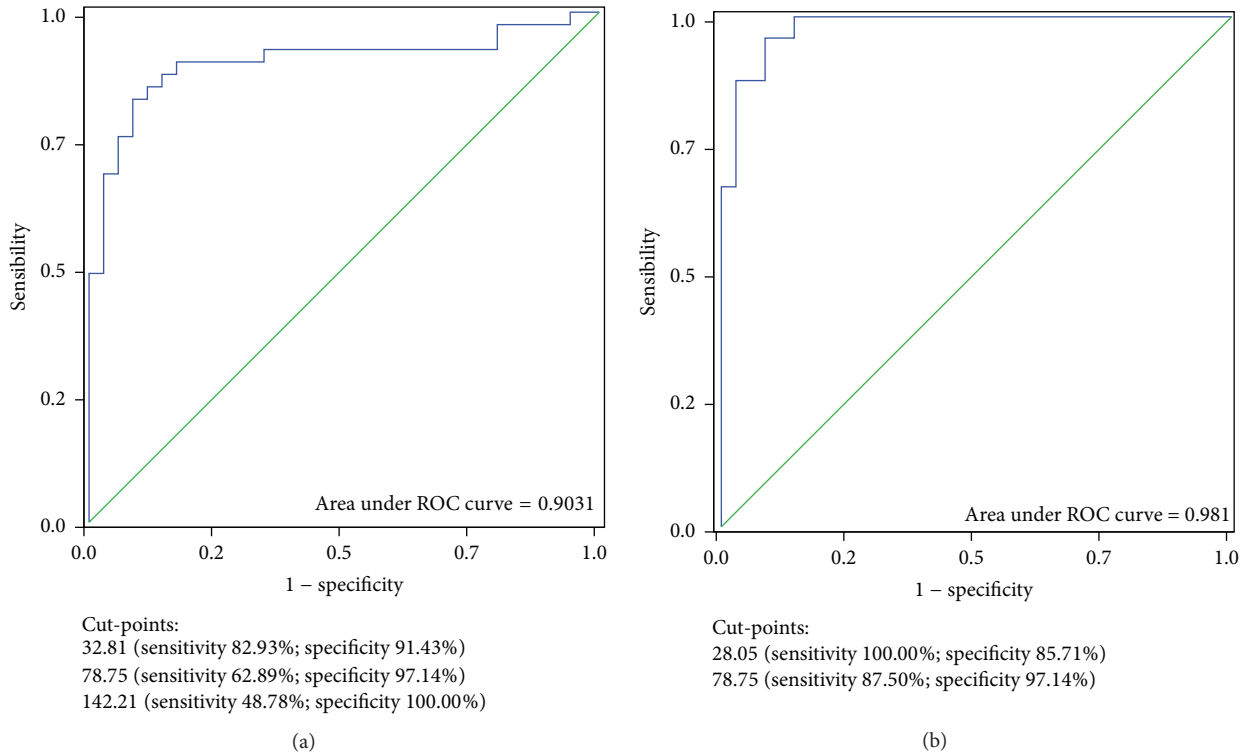 1.0
0.7
0.5
0.2
0.0
Sensibility
Area under ROC curve = 0.9031
0.0 0.2 0.5 0.7 1.0
1 − specificity
Cut-points:
32.81 (sensitivity 82.93%; specificity 91.43%)
78.75 (sensitivity 62.89%; specificity 97.14%)
142.21 (sensitivity 48.78%; specificity 100.00%)
(a)
1.0
0.7
0.5
0.2
0.0
Sensibility
Area under ROC curve = 0.981
0.0 0.2 0.5 0.7 1.0
1 − specificity
Cut-points:
28.05 (sensitivity 100.00%; specificity 85.71%)
78.75 (sensitivity 87.50%; specificity 97.14%)
(b)